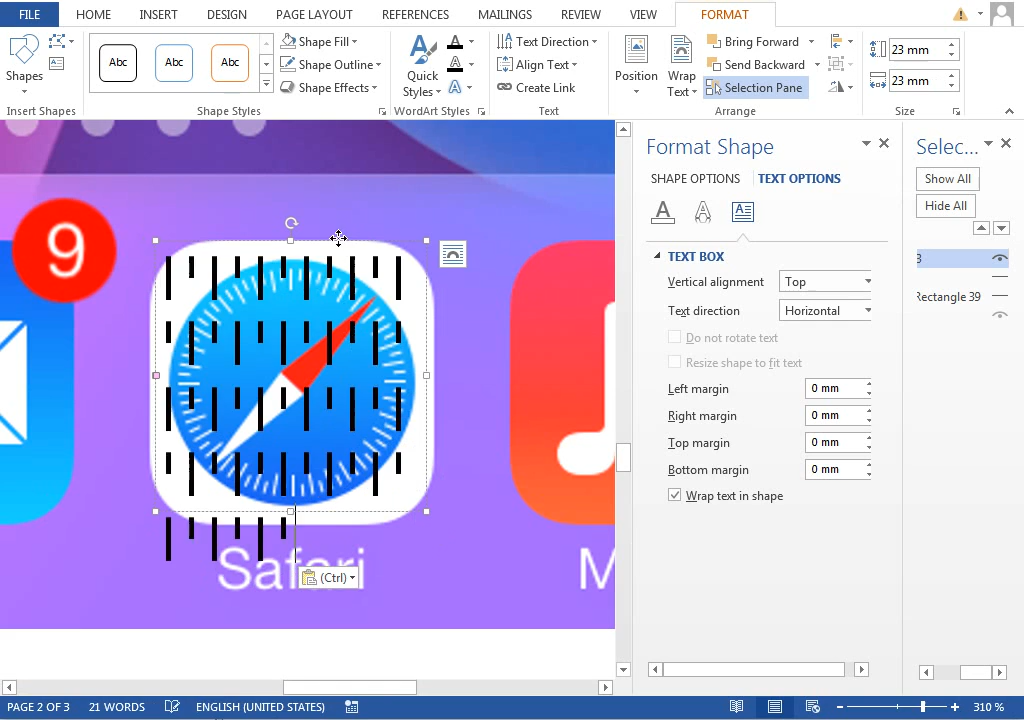 FILE HOME INSERT DESIGN PAGE LAYOUT REFERENCES MAILINGS REVIEW VIEW FORMAT
Shapes
Insert Shapes
Abc Abc Abc
Shape Fill
Shape Outline
Shape Effects
Shape Styles
Quick
Styles
WordArt Styles
Text Direction
Align Text
Create Link
Text
Position
Wrap
Text
Bring Forward
Send Backward
Selection Pane
Arrange
23 mm
23 mm
Size
9
Safari
M
(Ctrl)
Format Shape
SHAPE OPTIONS TEXT OPTIONS
TEXT BOX
Vertical alignment Top
Text direction Horizontal
Do not rotate text
Resize shape to fit text
Left margin 0 mm
Right margin 0 mm
Top margin 0 mm
Bottom margin 0 mm
Wrap text in shape
Selec...
Show All
Hide All
3
Rectangle 39
PAGE 2 OF 3 21 WORDS ENGLISH (UNITED STATES) 310 %